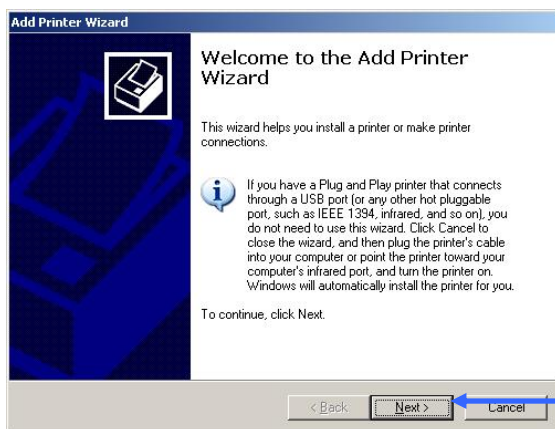 Add Printer Wizard
Welcome to the Add Printer
Wizard
This wizard helps you install a printer or make printer
connections.
If you have a Plug and Play printer that connects
through a USB port (or any other hot pluggable
port, such as IEEE 1394, infrared, and so on), you
do not need to use this wizard. Click Cancel to
close the wizard, and then plug the printer's cable
into your computer or point the printer toward your
computer's infrared port, and turn the printer on.
Windows will automatically install the printer for you.
To continue, click Next.
< Back Next > Cancel